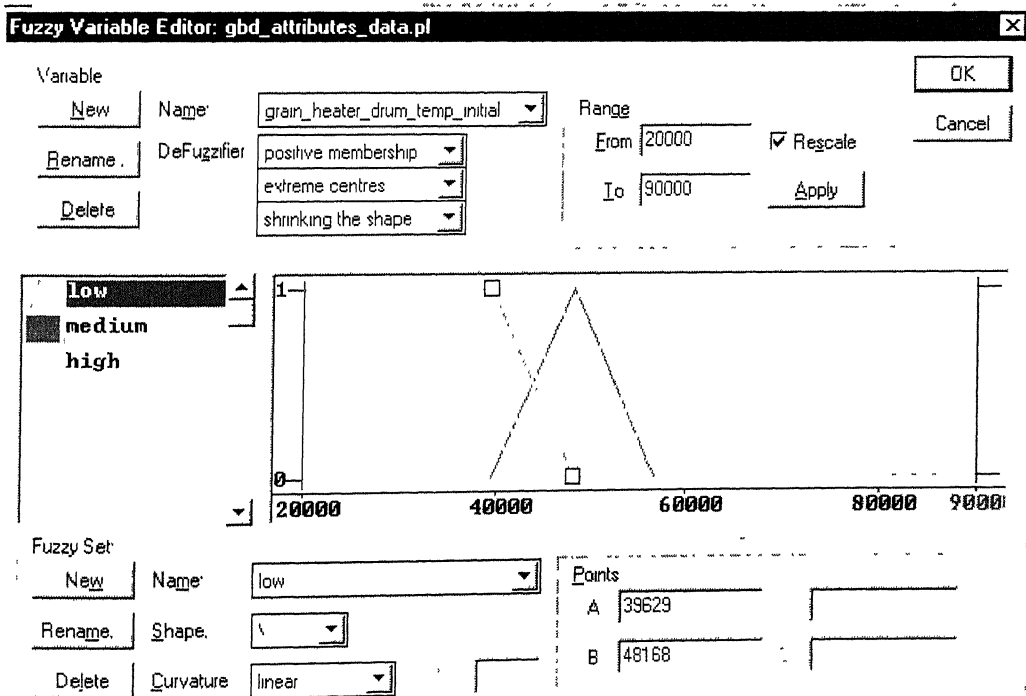 Fuzzy Variable Editor: gbd_attributes_data.pl
Variable
New
Name
grain_heater_drum_temp_initial
Rename
DeFuzzifier
positive membership
extreme centres
shrinking the shape
Delete
Range
From 20000
To 90000
Rescale
Apply
OK
Cancel
low
medium
high
1
0
20000 40000 60000 80000 9000
Fuzzy Set
New
Name
low
Rename.
Shape.
\
Delete
Curvature
linear
Points
A 39629
B 48168